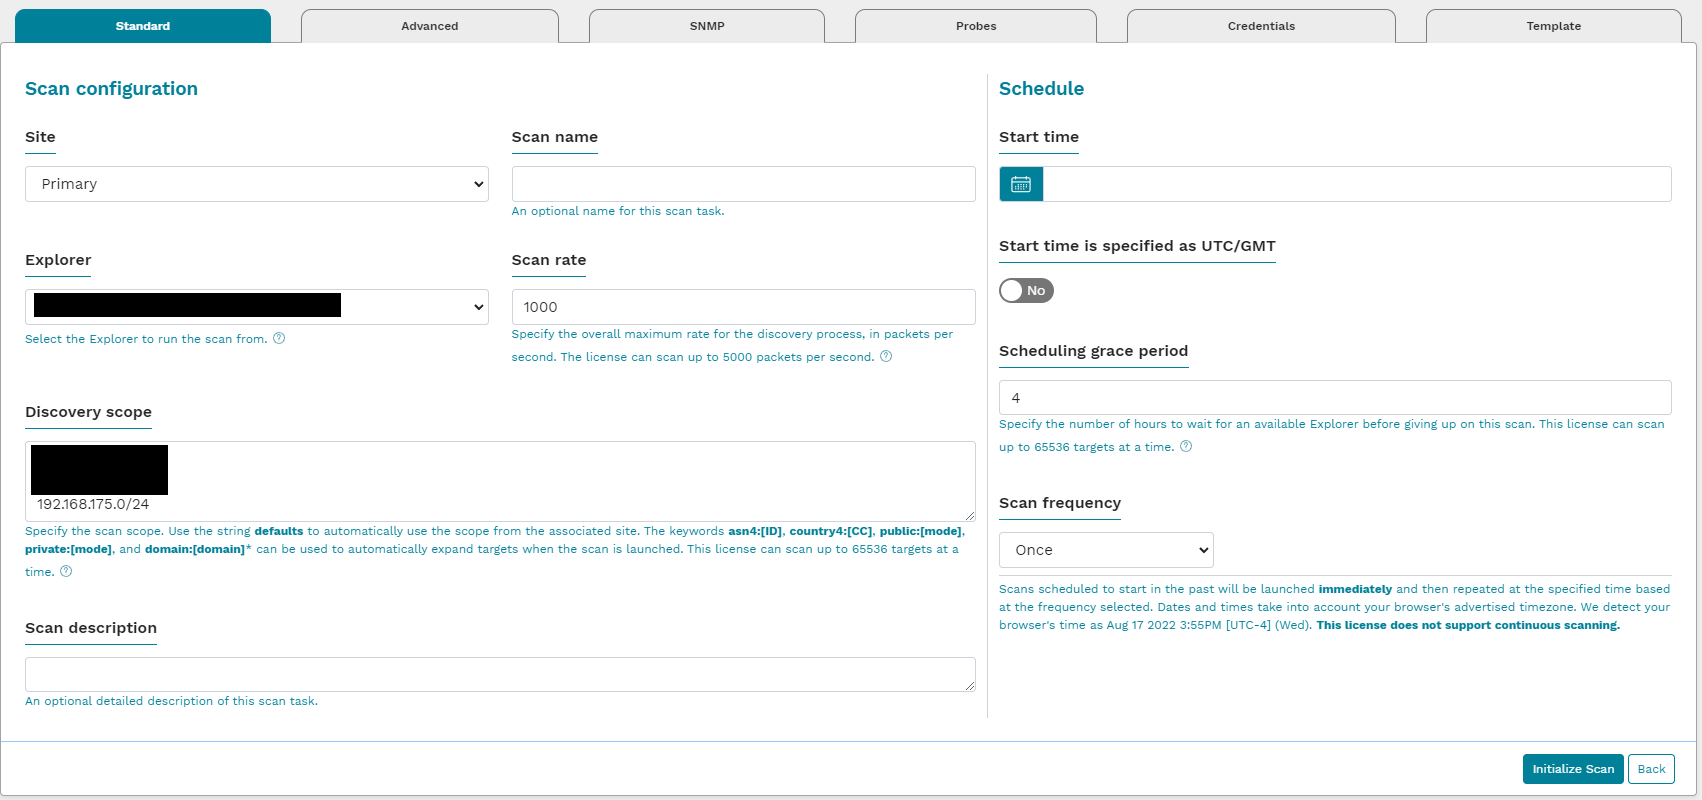 Standard
Advanced
SNMP
Probes
Credentials
Template
Scan configuration
Site
Primary
Scan name
An optional name for this scan task.
Explorer
Select the Explorer to run the scan from.
Scan rate
1000
Specify the overall maximum rate for the discovery process, in packets per
second. The license can scan up to 5000 packets per second.
Discovery scope
192.168.175.0/24
Specify the scan scope. Use the string defaults to automatically use the scope from the associated site. The keywords asn4:[ID], country4:[CC], public:[mode],
private:[mode], and domain:[domain]* can be used to automatically expand targets when the scan is launched. This license can scan up to 65536 targets at a
time.
Scan description
An optional detailed description of this scan task.
Schedule
Start time
Start time is specified as UTC/GMT
No
Scheduling grace period
4
Specify the number of hours to wait for an available Explorer before giving up on this scan. This license can scan
up to 65536 targets at a time.
Scan frequency
Once
Scans scheduled to start in the past will be launched immediately and then repeated at the specified time based
at the frequency selected. Dates and times take into account your browser's advertised timezone. We detect your
browser's time as Aug 17 2022 3:55PM [UTC-4] (Wed). This license does not support continuous scanning.
Initialize Scan
Back